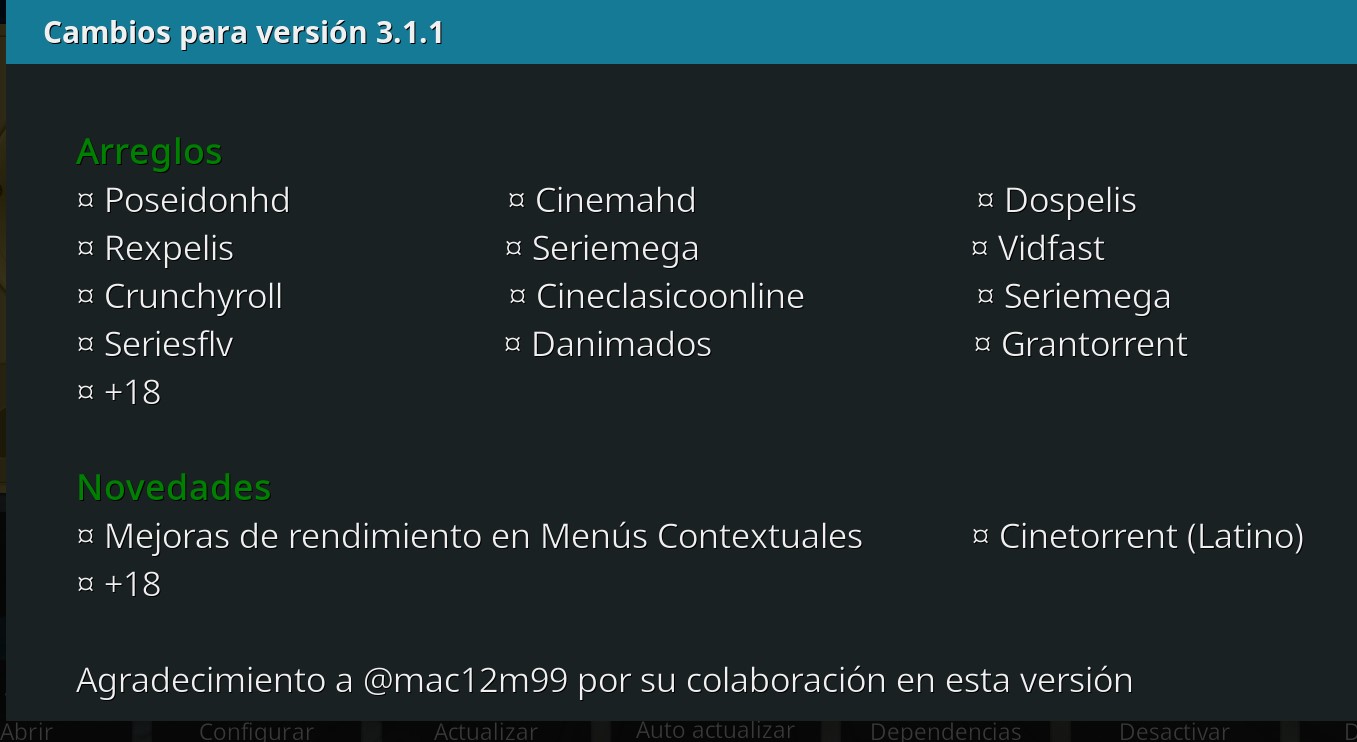 Cambios para versión 3.1.1
Arreglos
¤ Poseidonhd ¤ Cinemahd ¤ Dospelis
¤ Rexpelis ¤ Seriemega ¤ Vidfast
¤ Crunchyroll ¤ Cineclasicoonline ¤ Seriemega
¤ Seriesflv ¤ Danimados ¤ Grantorrent
¤ +18
Novedades
¤ Mejoras de rendimiento en Menús Contextuales ¤ Cinetorrent (Latino)
¤ +18
Agradecimiento a @mac12m99 por su colaboración en esta versión
Abrir Configurar Actualizar Auto actualizar Dependencias Desactivar